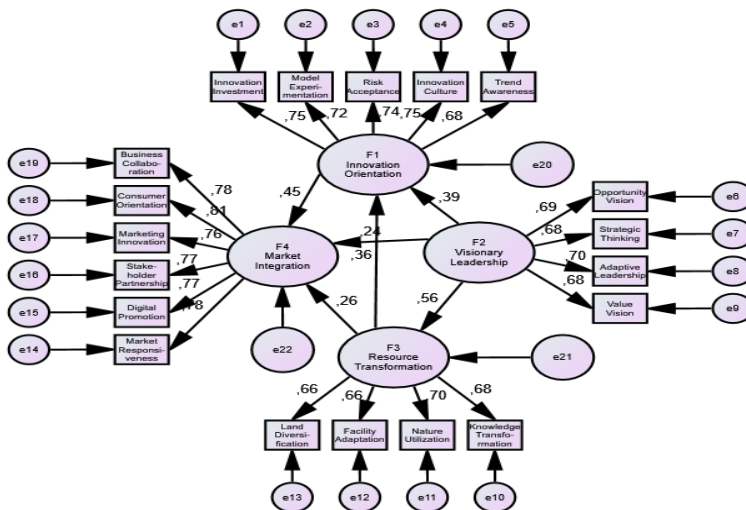 e1
e2
e3
e4
e5
Innovation
Investment
Model
Experi-
mentation
Risk
Acceptance
Innovation
Culture
Trend
Awareness
,75
,72
,74
,75
,68
F1
Innovation
Orientation
e20
e19
Business
Collabo-
ration
e18
Consumer
Orientation
e17
Marketing
Innovation
e16
Stake-
holder
Partnership
e15
Digital
Promotion
e14
Market
Responsiv-
eness
,78
,81
,76
,77
,77
,78
,45
,39
,24
,36
F4
Market
Integration
F2
Visionary
Leadership
,69
,68
,70
,68
Opportunity
Vision
e6
Strategic
Thinking
e7
Adaptive
Leadership
e8
Value
Vision
e9
,26
,56
e22
F3
Resource
Transformation
e21
,66
,66
,70
,68
Land
Diversi-
fication
Facility
Adaptation
Nature
Utilization
Knowledge
Transfo-
rmation
e13
e12
e11
e10